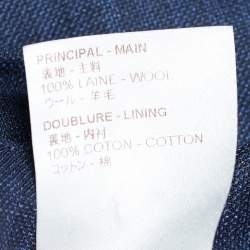 PRINCIPAL - MAIN
表地 - 主料
100% LAINE - WOOL
ウール - 羊毛
DOUBLURE - LINING
裏地 - 内衬
100% COTON - COTTON
コットン - 棉